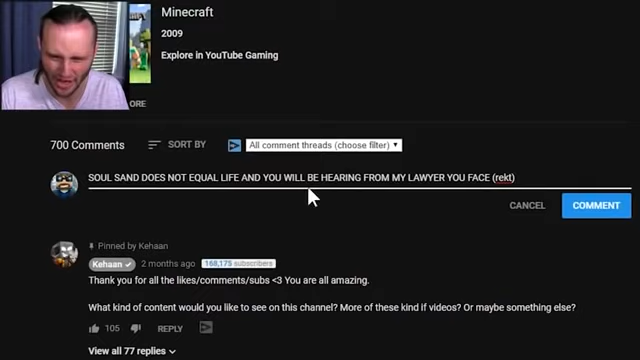 Minecraft
2009
Explore in YouTube Gaming
ORE
700 Comments SORT BY All comment threads (choose filter)
SOUL SAND DOES NOT EQUAL LIFE AND YOU WILL BE HEARING FROM MY LAWYER YOU FACE (rekt)
CANCEL COMMENT
Pinned by Kehaan
Kehaan 2 months ago 168,175 subscribers
Thank you for all the likes/comments/subs <3 You are all amazing.
What kind of content would you like to see on this channel? More of these kind if videos? Or maybe something else?
105 REPLY
View all 77 replies